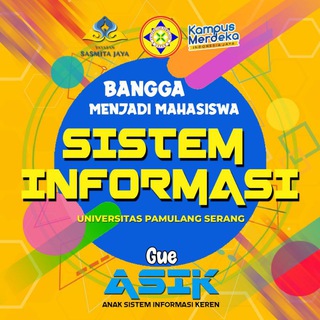 YAYASAN
SASMITA JAYA
Kampus
Merdeka
INDONESIA JAYA
BANGGA
MENJADI MAHASISWA
SISTEM
INFORMASI
UNIVERSITAS PAMULANG SERANG
Gue
ASIK
ANAK SISTEM INFORMASI KEREN